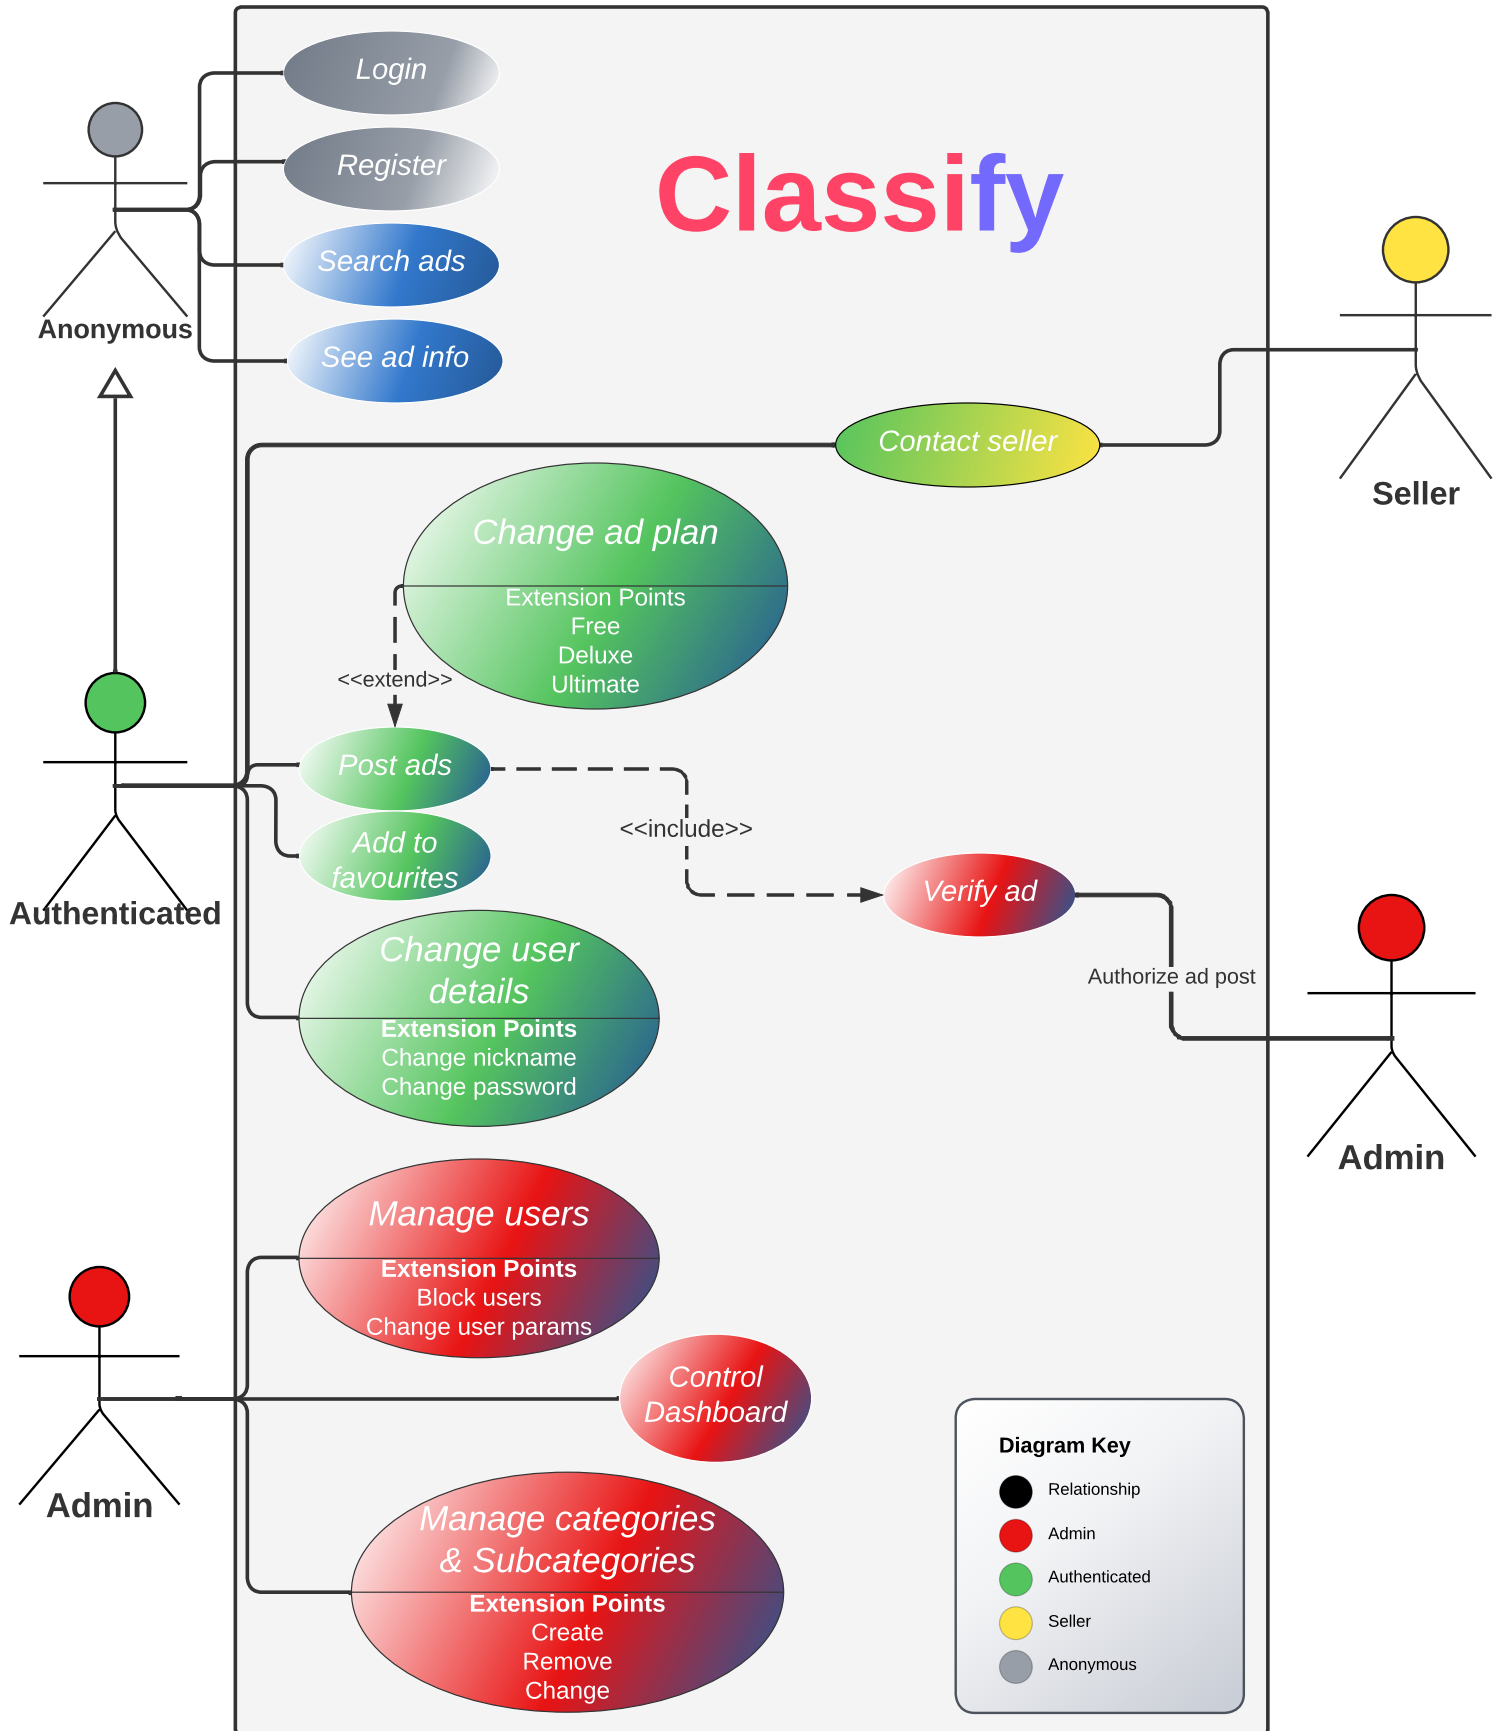 Login
Register
Classify
Search ads
Anonymous
See ad info
Contact seller
Seller
Change ad plan
Extension Points
Free
Deluxe
Ultimate
<<extend>>
Post ads
<<include>>
Add to
favourites
Verify ad
Authenticated
Change user
details
Authorize ad post
Extension Points
Change nickname
Change password
Admin
Manage users
Extension Points
Block users
Change user params
Control
Dashboard
Admin
Manage categories
& Subcategories
Extension Points
Create
Remove
Change
Diagram Key
Relationship
Admin
Authenticated
Seller
Anonymous